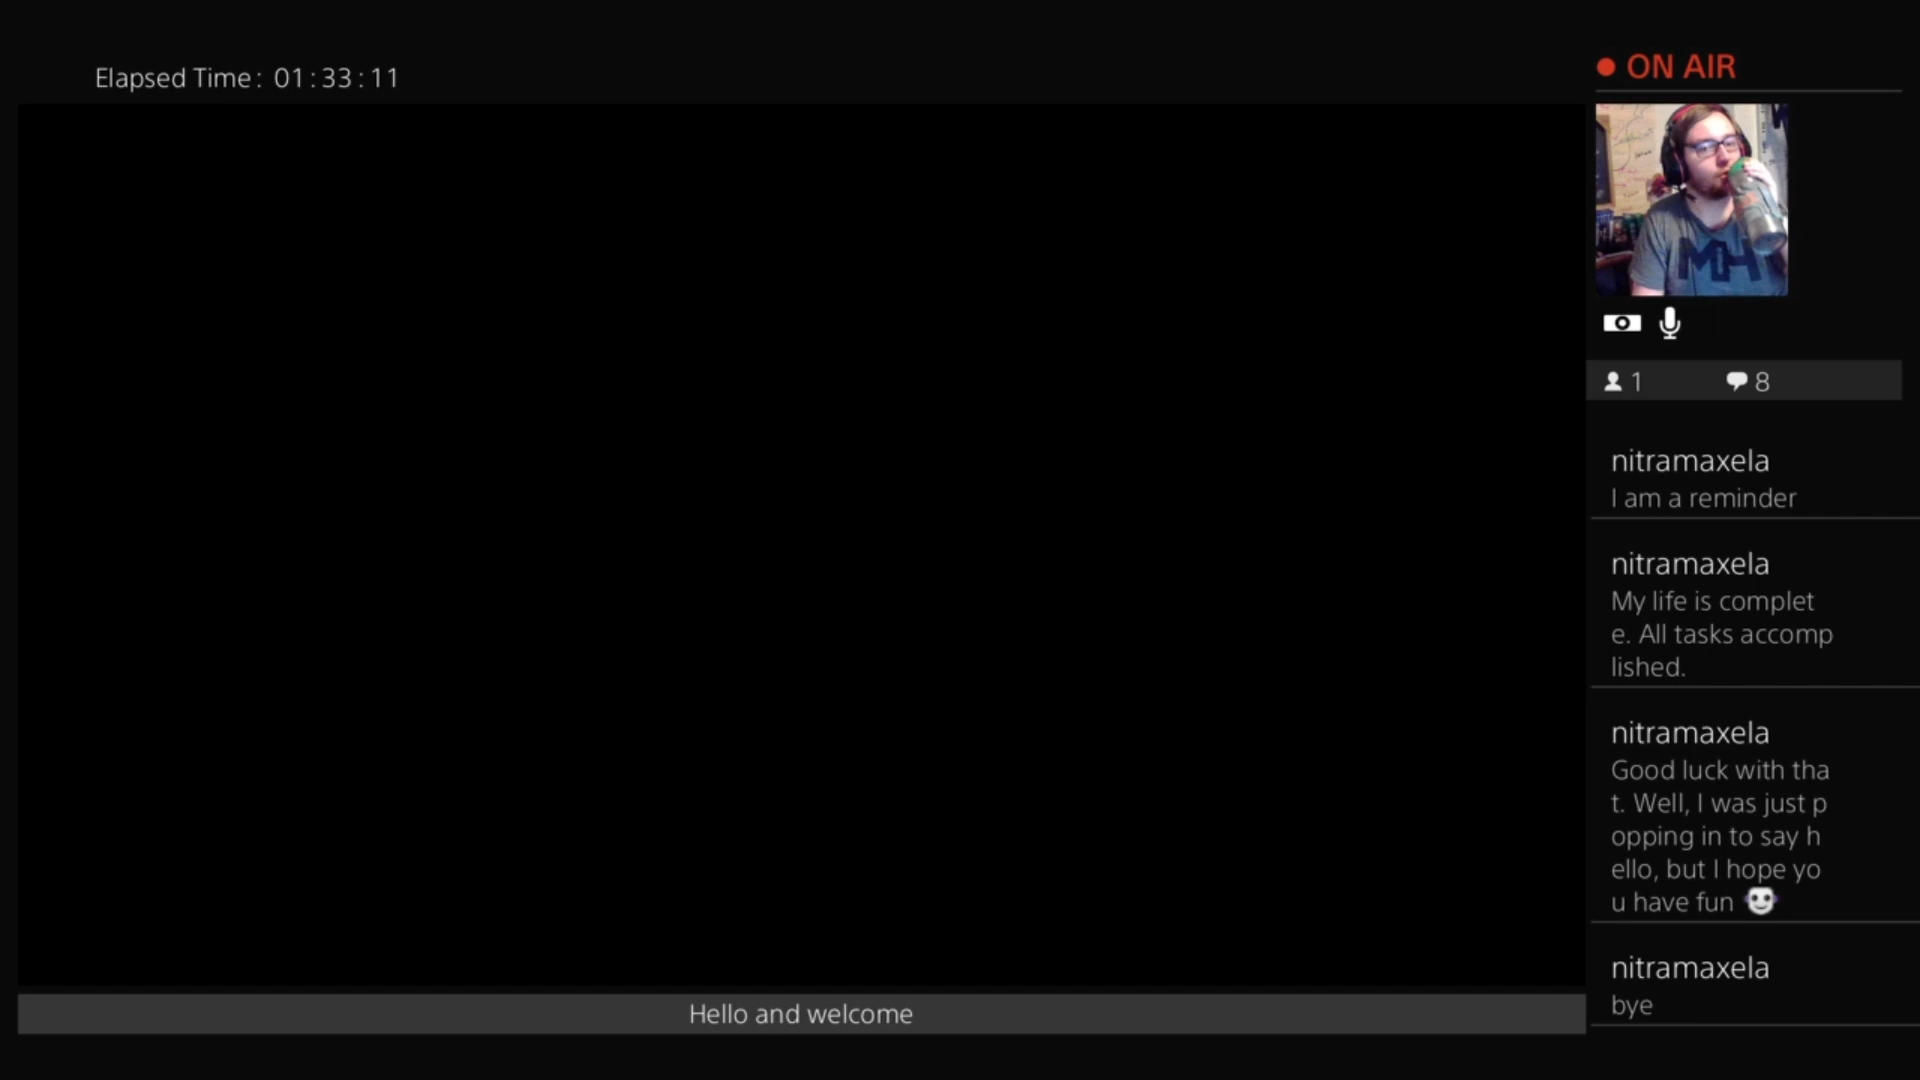 Elapsed Time: 01:33:11
ON AIR
MH
1 8
nitramaxela
I am a reminder
nitramaxela
My life is complet
e. All tasks accomp
lished.
nitramaxela
Good luck with tha
t. Well, I was just p
opping in to say h
ello, but I hope yo
u have fun
nitramaxela
bye
Hello and welcome